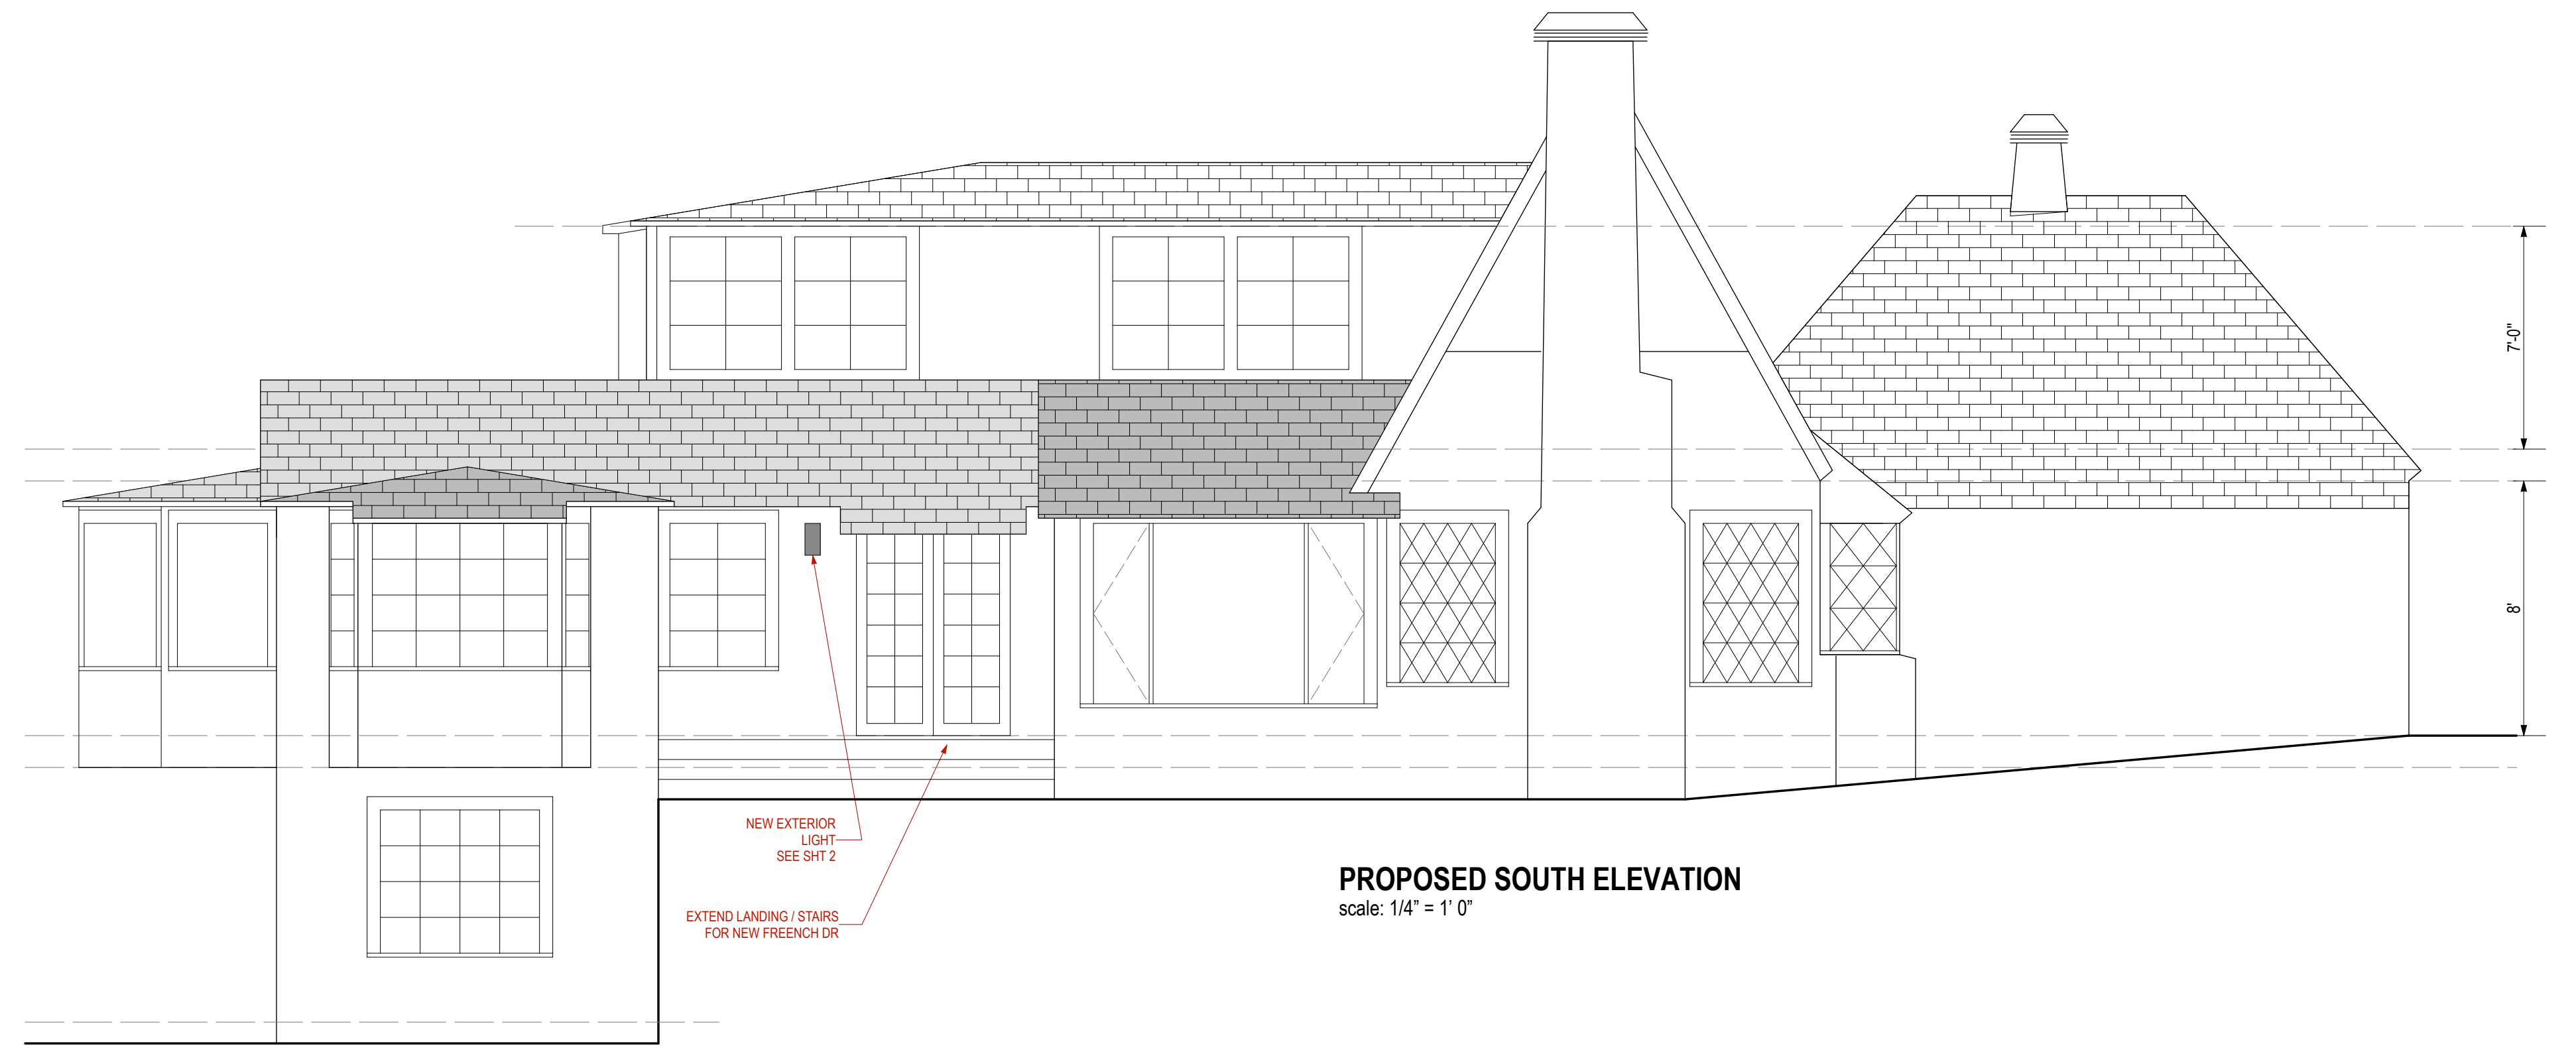 7'-0"
8'
NEW EXTERIOR
LIGHT
SEE SHT 2
EXTEND LANDING / STAIRS
FOR NEW FREENCH DR
PROPOSED SOUTH ELEVATION
scale: 1/4” = 1’ 0”